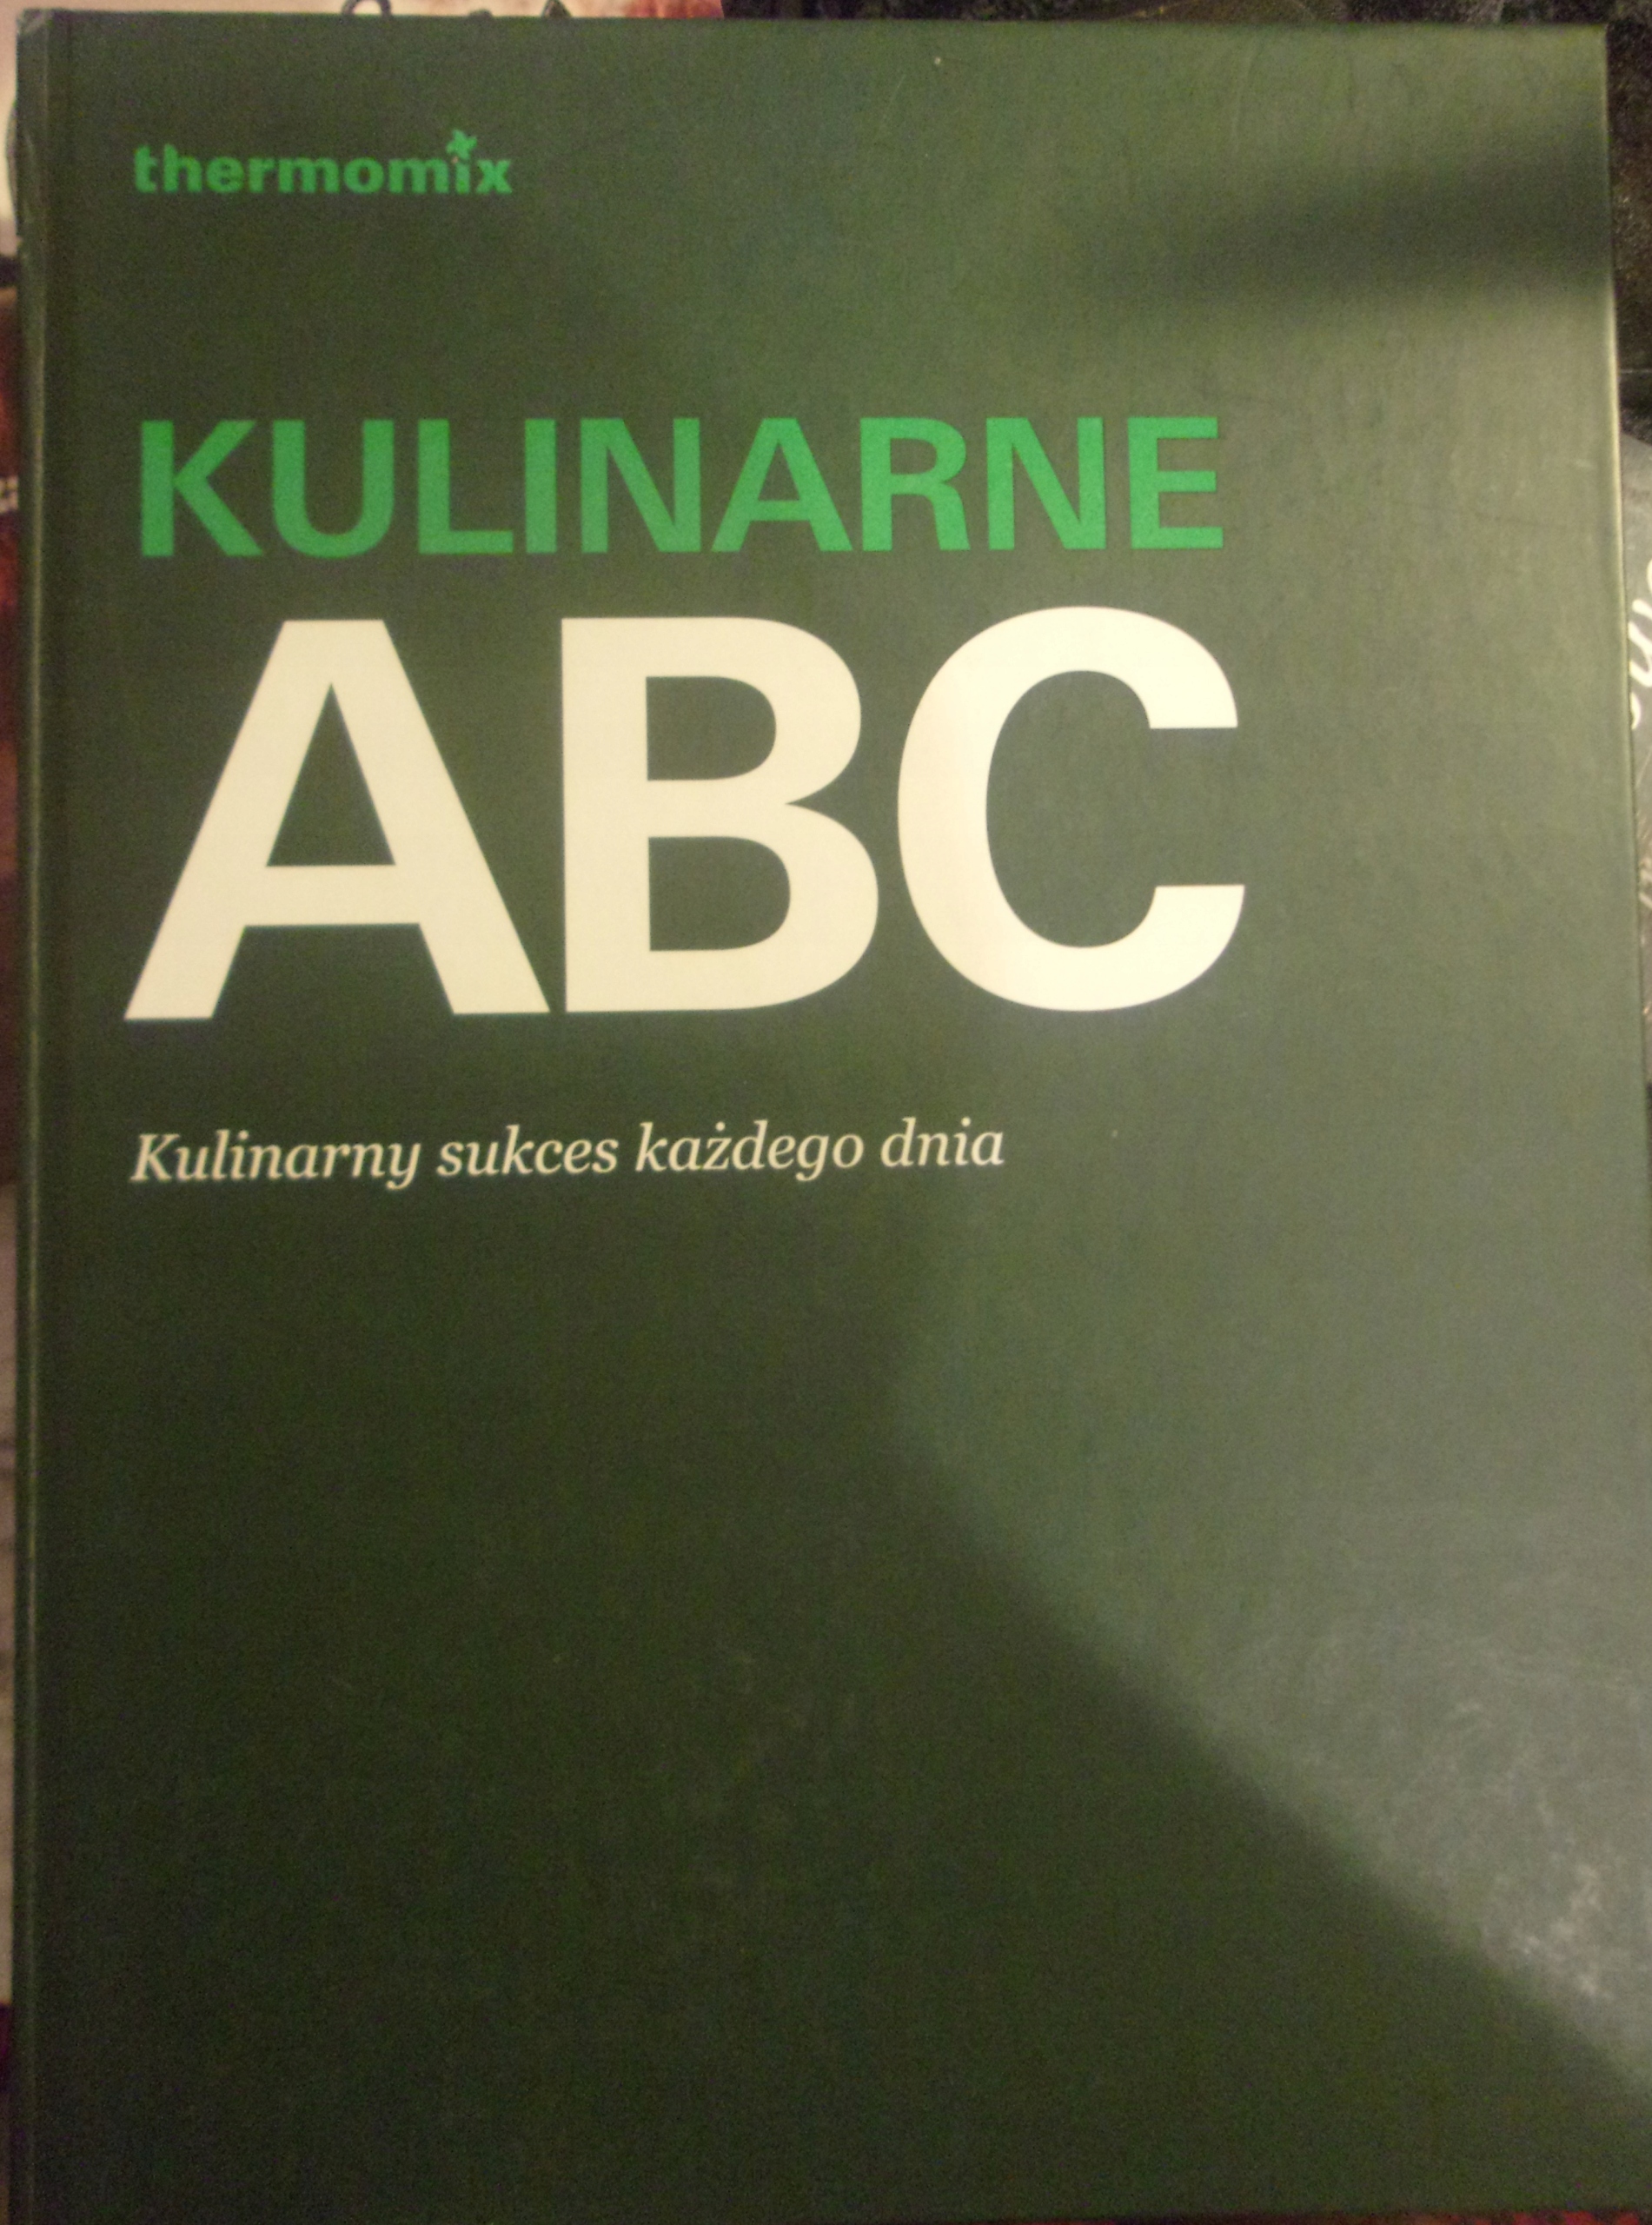 thermomix
KULINARNE
ABC
Kulinarny sukces każdego dnia